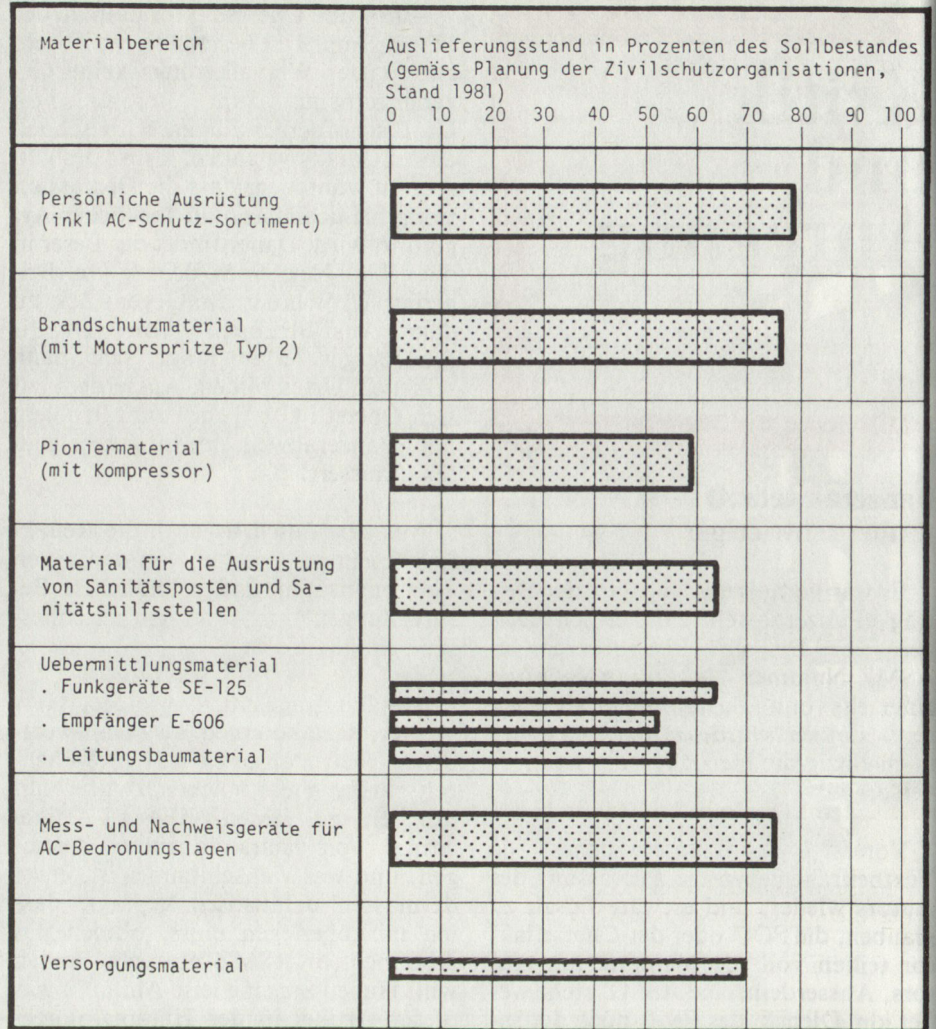 Materialbereich
Auslieferungsstand in Prozenten des Sollbestandes
(gemäss Planung der Zivilschutzorganisationen,
Stand 1981)
0 10 20 30 40 50 60 70 80 90 100
Persönliche Ausrüstung
(inkl AC-Schutz-Sortiment)
Brandschutzmaterial
(mit Motorspritze Typ 2)
Pioniermaterial
(mit Kompressor)
Material für die Ausrüstung
von Sanitätsposten und Sa-
nitätshilfsstellen
Uebermittlungsmaterial
. Funkgeräte SE-125
. Empfänger E-606
. Leitungsbaumaterial
Mess- und Nachweisgeräte für
AC-Bedrohungslagen
Versorgungsmaterial